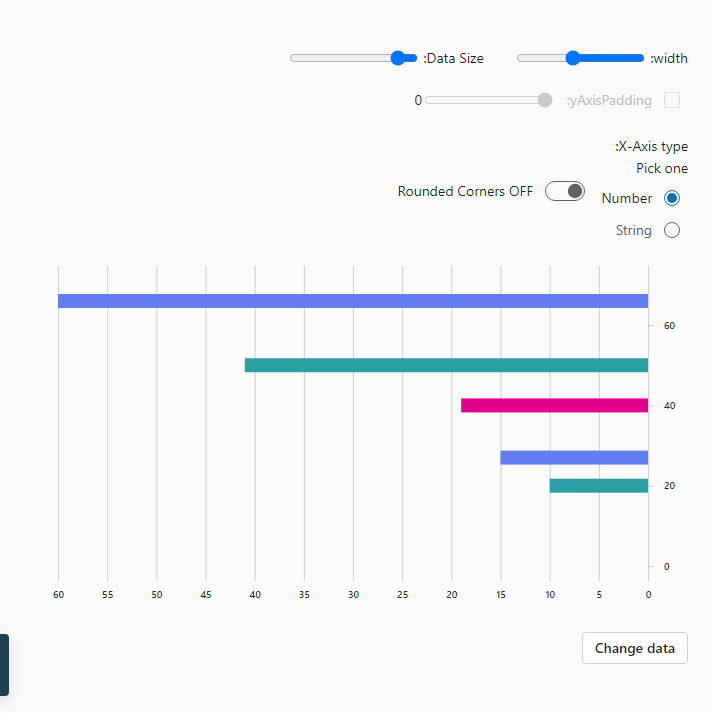 :width
:Data Size
:yAxisPadding
0
:X-Axis type
Pick one
Number
String
Rounded Corners OFF
60
40
20
0
60 55 50 45 40 35 30 25 20 15 10 5 0
Change data